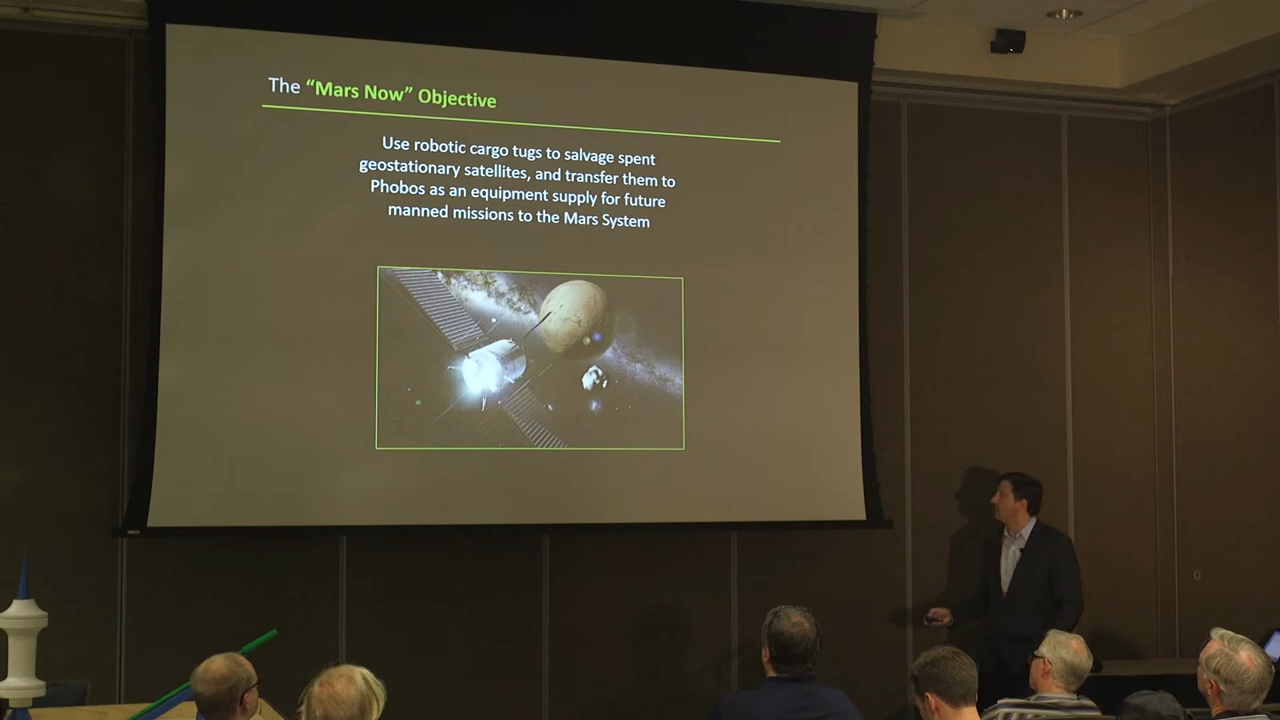 The “Mars Now” Objective
Use robotic cargo tugs to salvage spent
geostationary satellites, and transfer them to
Phobos as an equipment supply for future
manned missions to the Mars System